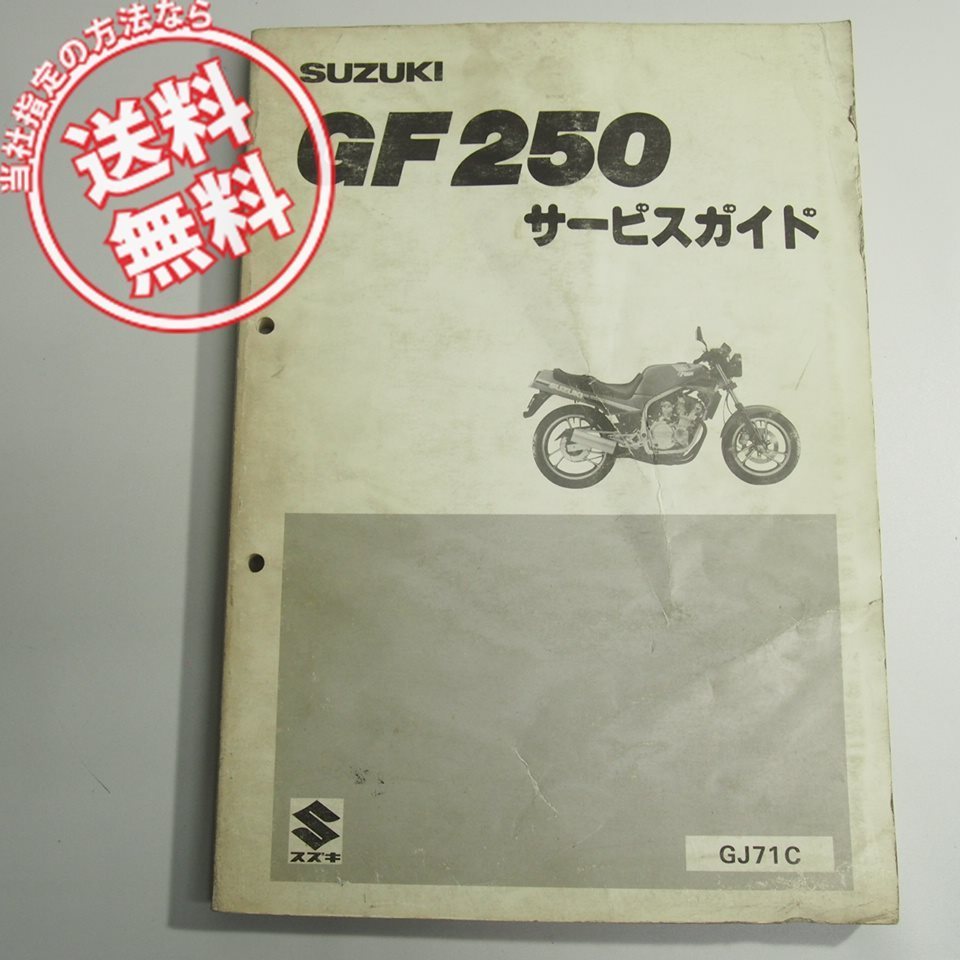 当社指定の方法なら
送料
無料
SUZUKI
GF250
サービスガイド
スズキ
GJ71C